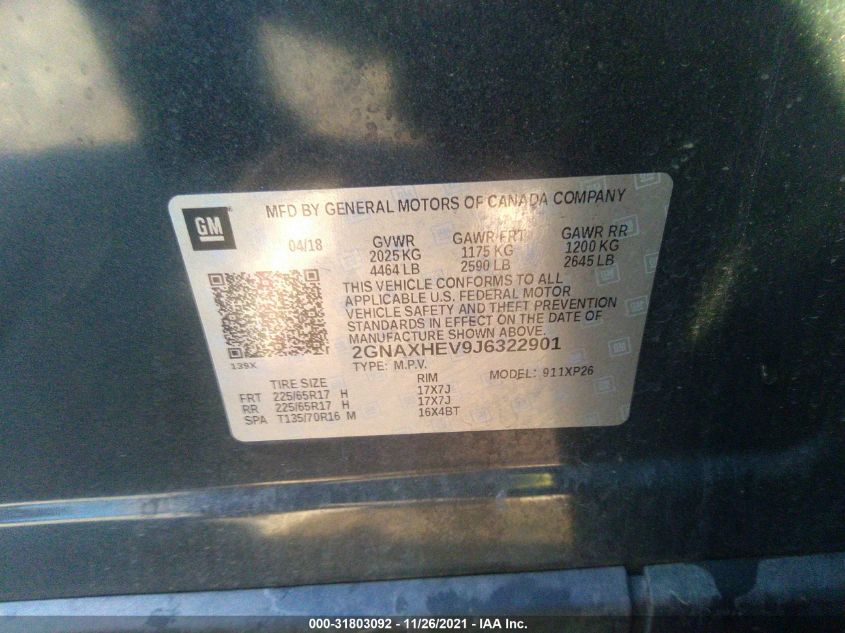 MFD BY GENERAL MOTORS OF CANADA COMPANY
GM
04/18 GVWR GAWR FRT GAWR RR
2025 KG 1175 KG 1200 KG
4464 LB 2590 LB 2645 LB
THIS VEHICLE CONFORMS TO ALL
APPLICABLE U.S. FEDERAL MOTOR
VEHICLE SAFETY AND THEFT PREVENTION
STANDARDS IN EFFECT ON THE DATE OF
MANUFACTURE SHOWN ABOVE.
2GNAXHEV9J6322901
139X
TYPE: M.P.V. MODEL: 911XP26
TIRE SIZE RIM
FRT 225/65R17 H 17X7J
RR 225/65R17 H 17X7J
SPA T135/70R16 M 16X4BT
000-31803092 - 11/26/2021 - IAA Inc.